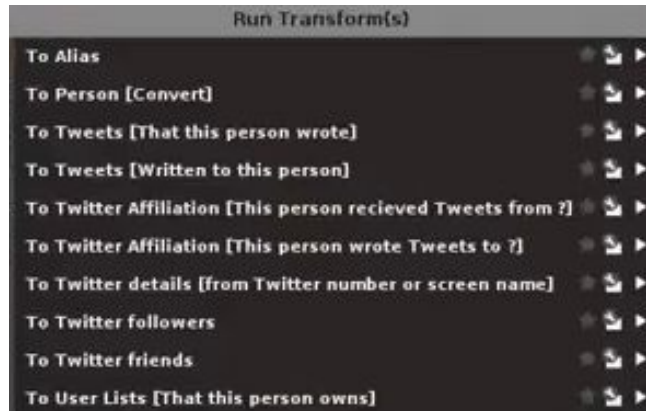 Run Transform(s)
To Alias
To Person [Convert]
To Tweets [That this person wrote]
To Tweets [Written to this person]
To Twitter Affiliation [This person recieved Tweets from ?]
To Twitter Affiliation [This person wrote Tweets to ?]
To Twitter details [from Twitter number or screen name]
To Twitter followers
To Twitter friends
To User Lists [That this person owns]